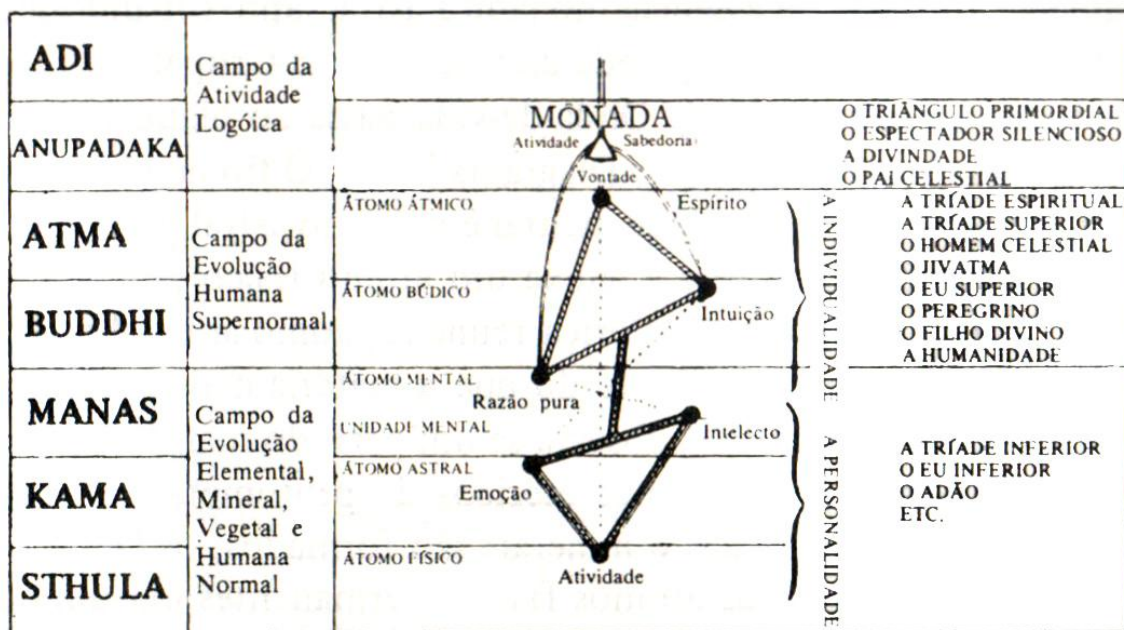 ADI
ANUPADAKA
ATMA
BUDDHI
MANAS
KAMA
STHULA
Campo da
Atividade
Logóica
Campo da
Evolução
Humana
Supernormal
Campo da
Evolução
Elemental,
Mineral,
Vegetal e
Humana
Normal
MÔNADA
Atividade Sabedoria
Vontade
ÁTOMO ÁTMICO
Espírito
ÁTOMO BÚDICO
Intuição
ÁTOMO MENTAL
Razão pura
UNIDADE MENTAL
Intelecto
ÁTOMO ASTRAL
Emoção
ÁTOMO FÍSICO
Atividade
A INDIVIDUALIDADE
A PERSONALIDADE
O TRIÂNGULO PRIMORDIAL
O ESPECTADOR SILENCIOSO
A DIVINDADE
O PAI CELESTIAL
A TRÍADE ESPIRITUAL
A TRÍADE SUPERIOR
O HOMEM CELESTIAL
O JIVATMA
O EU SUPERIOR
O PEREGRINO
O FILHO DIVINO
A HUMANIDADE
A TRÍADE INFERIOR
O EU INFERIOR
O ADÃO
ETC.